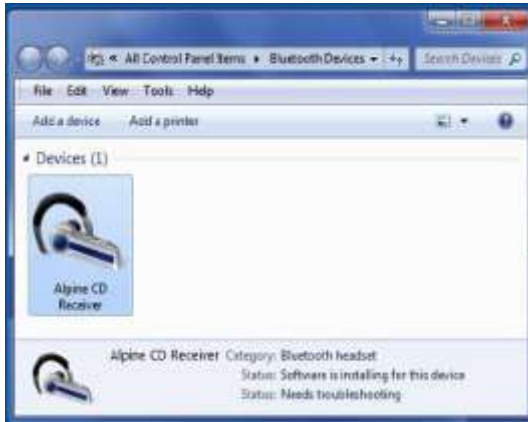 « All Control Panel Items ▸ Bluetooth Devices
Search Devices
File Edit View Tools Help
Add a device Add a printer
Devices (1)
Alpine CD
Receiver
Alpine CD Receiver Category: Bluetooth headset
Status: Software is installing for this device
Status: Needs troubleshooting